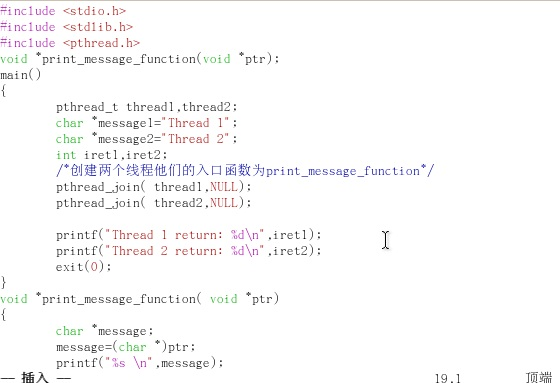 #include <stdio.h>
#include <stdlib.h>
#include <pthread.h>
void *print_message_function(void *ptr);
main()
{
        pthread_t thread1,thread2;
        char *message1="Thread 1";
        char *message2="Thread 2";
        int iret1,iret2;
        /*创建两个线程他们的入口函数为print_message_function*/
        pthread_join( thread1,NULL);
        pthread_join( thread2,NULL);

        printf("Thread 1 return: %d\n",iret1);
        printf("Thread 2 return: %d\n",iret2);
        exit(0);
}
void *print_message_function( void *ptr)
{
        char *message;
        message=(char *)ptr;
        printf("%s \n",message);
-- 插入 -- 19,1 顶端